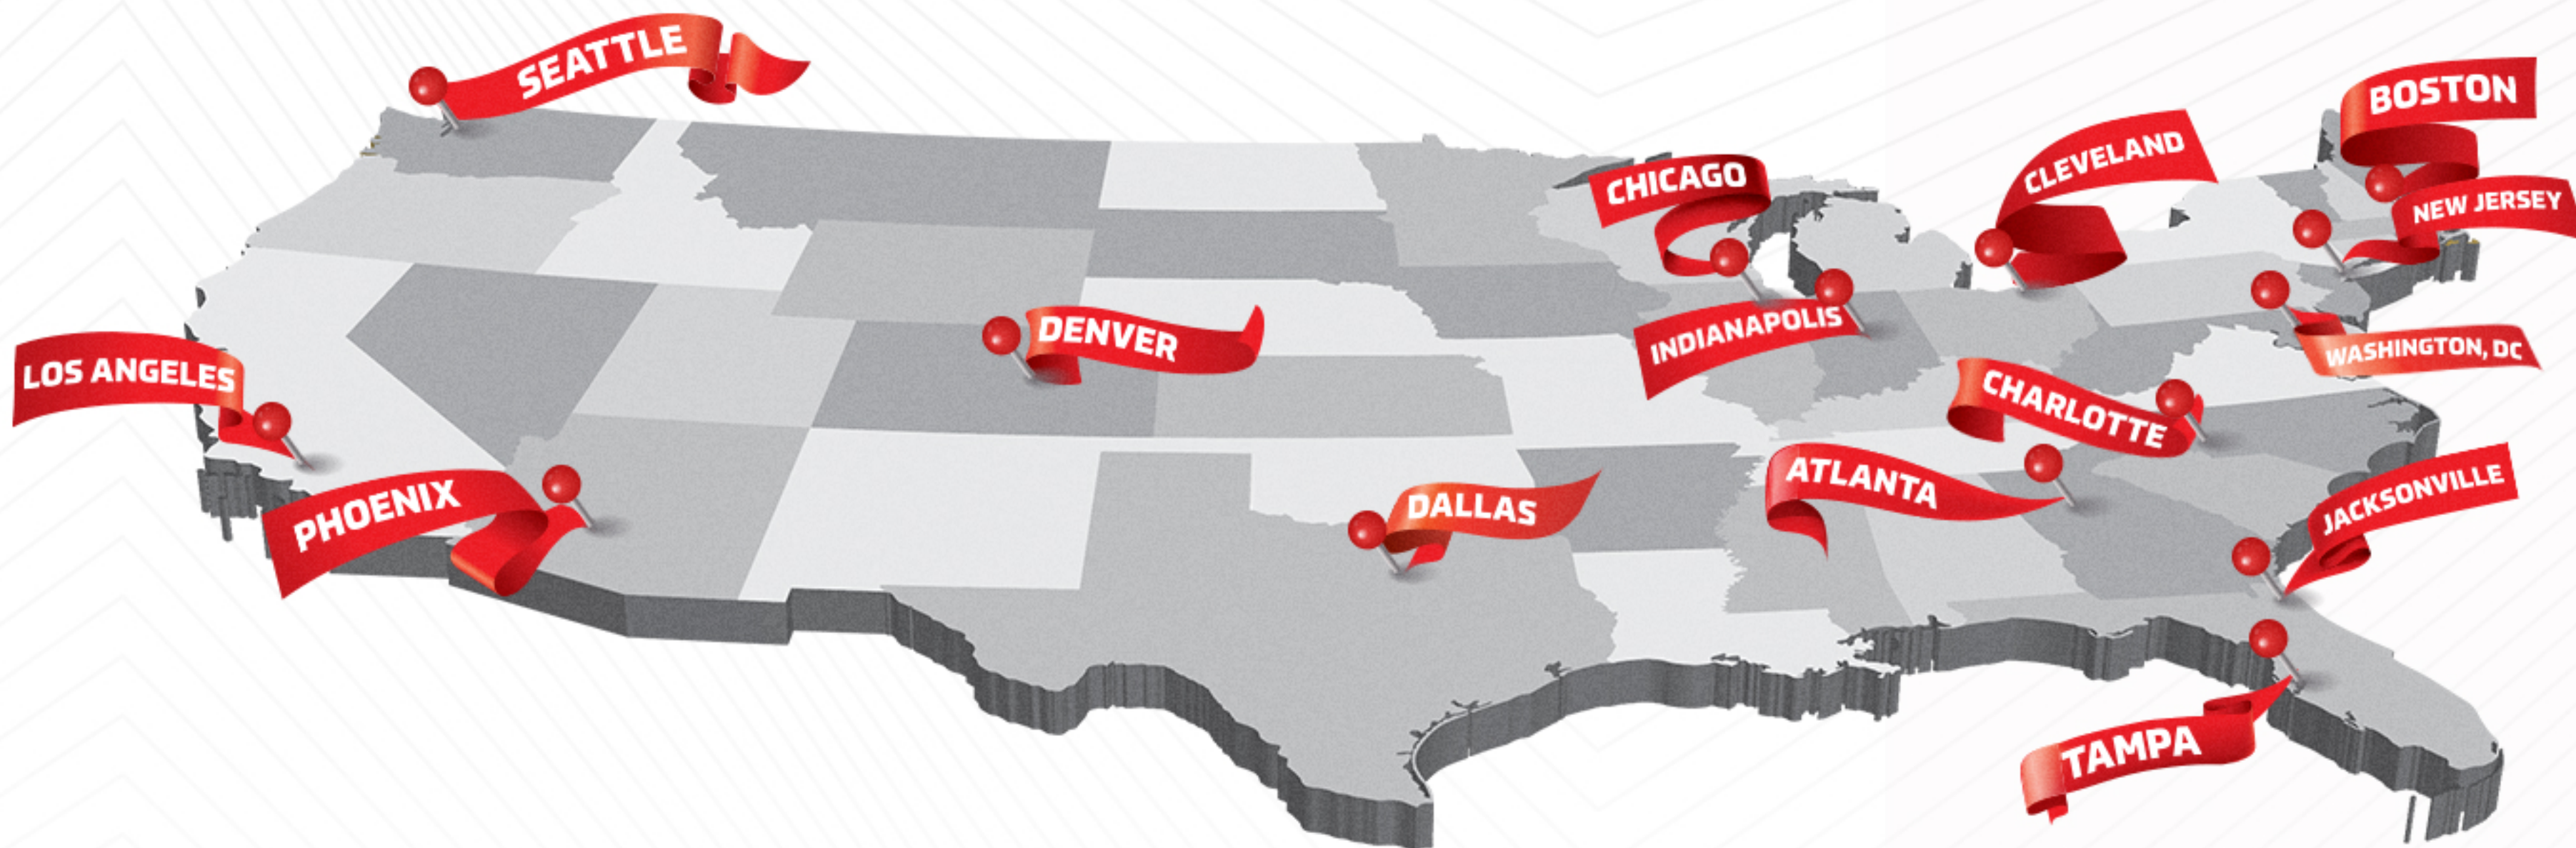 SEATTLE
BOSTON
CLEVELAND
CHICAGO
NEW JERSEY
DENVER
INDIANAPOLIS
WASHINGTON, DC
LOS ANGELES
CHARLOTTE
ATLANTA
PHOENIX
DALLAS
JACKSONVILLE
TAMPA